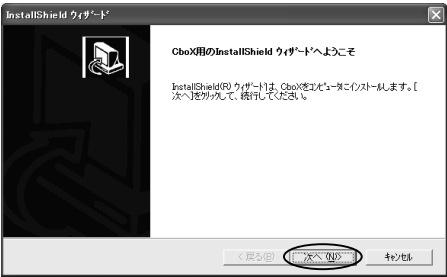 InstallShield ウィザード
CboX用のInstallShield ウィザードへようこそ
InstallShield(R) ウィザードは、CboXをコンピュータにインストールします。[
次へ]をクリックして、続行してください。
< 戻る(B)
次へ (N)>
キャンセル